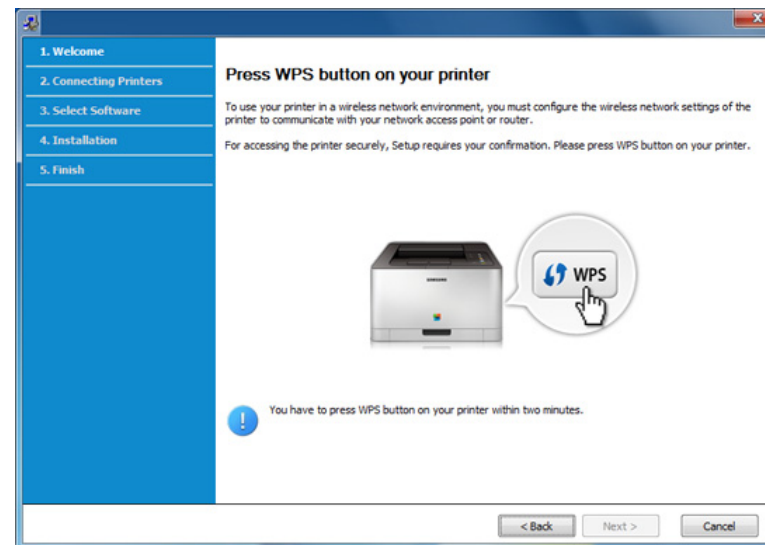 1. Welcome
2. Connecting Printers
3. Select Software
4. Installation
5. Finish
Press WPS button on your printer
To use your printer in a wireless network environment, you must configure the wireless network settings of the
printer to communicate with your network access point or router.
For accessing the printer securely, Setup requires your confirmation. Please press WPS button on your printer.
SAMSUNG
WPS
You have to press WPS button on your printer within two minutes.
< Back
Next >
Cancel